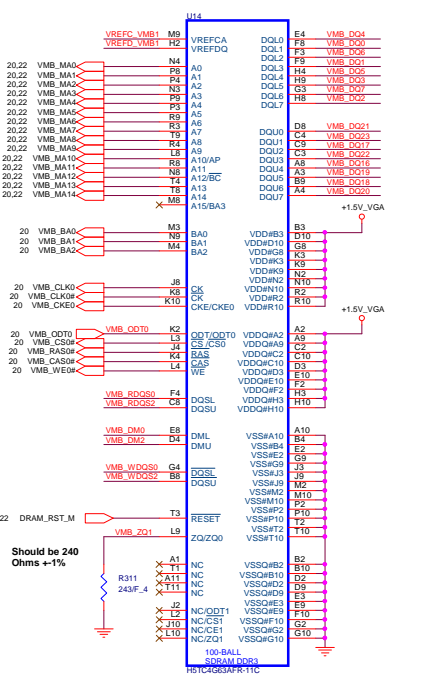 U14
VREFC_VMB1 M9 VREFCA E4 VMB_DQ4
VREFD_VMB1 H2 VREFDQ DQL0 F8 VMB_DQ0
DQL1 F3 VMB_DQ6
DQL2 F9 VMB_DQ1
20,22 VMB_MA0 N4 A0 DQL3 H4 VMB_DQ5
20,22 VMB_MA1 P8 A1 DQL4 H9 VMB_DQ3
20,22 VMB_MA2 P4 A2 DQL5 G3 VMB_DQ7
20,22 VMB_MA3 N3 A3 DQL6 H8 VMB_DQ2
20,22 VMB_MA4 P9 A4 DQL7
20,22 VMB_MA5 P3 A5
20,22 VMB_MA6 R9 A6
20,22 VMB_MA7 R3 A7 DQU0 D8 VMB_DQ21
20,22 VMB_MA8 T9 A8 DQU1 C4 VMB_DQ23
20,22 VMB_MA9 R4 A9 DQU2 C9 VMB_DQ17
20,22 VMB_MA10 L8 A10/AP DQU3 C3 VMB_DQ22
20,22 VMB_MA11 R8 A11 DQU4 A8 VMB_DQ16
20,22 VMB_MA12 N8 A12/BC DQU5 A3 VMB_DQ19
20,22 VMB_MA13 T4 A13 DQU6 B9 VMB_DQ18
20,22 VMB_MA14 T8 A14 DQU7 A4 VMB_DQ20
M8 A15/BA3
+1.5V_VGA
20 VMB_BA0 M3 BA0 VDD#B3 B3
20 VMB_BA1 N9 BA1 VDD#D10 D10
20 VMB_BA2 M4 BA2 VDD#G8 G8
VDD#K3 K3
VDD#K9 K9
VDD#N2 N2
20 VMB_CLK0 J8 CK VDD#N10 N10
20 VMB_CLK0# K8 CK VDD#R2 R2
20 VMB_CKE0 K10 CKE/CKE0 VDD#R10 R10
+1.5V_VGA
20 VMB_ODT0 VMB_ODT0 K2 ODT/ODT0 VDDQ#A2 A2
20 VMB_CS0# L3 CS /CS0 VDDQ#A9 A9
20 VMB_RAS0# J4 RAS VDDQ#C2 C2
20 VMB_CAS0# K4 CAS VDDQ#C10 C10
20 VMB_WE0# L4 WE VDDQ#D3 D3
VDDQ#E10 E10
VDDQ#F2 F2
VMB_RDQS0 F4 DQSL VDDQ#H3 H3
VMB_RDQS2 C8 DQSU VDDQ#H10 H10
VMB_DM0 E8 DML VSS#A10 A10
VMB_DM2 D4 DMU VSS#B4 B4
VSS#E2 E2
VSS#G9 G9
VMB_WDQS0 G4 DQSL VSS#J3 J3
VMB_WDQS2 B8 DQSU VSS#J9 J9
VSS#M2 M2
VSS#M10 M10
VSS#P2 P2
22 DRAM_RST_M T3 RESET VSS#P10 P10
VSS#T2 T2
VMB_ZQ1 L9 ZQ/ZQ0 VSS#T10 T10
Should be 240
Ohms +-1%
A1 NC VSSQ#B2 B2
T1 NC VSSQ#B10 B10
R311 A11 NC VSSQ#D2 D2
243/F_4 T11 NC VSSQ#D9 D9
VSSQ#E3 E3
J2 NC/ODT1 VSSQ#E9 E9
L2 NC/CS1 VSSQ#F10 F10
J10 NC/CE1 VSSQ#G2 G2
L10 NC/ZQ1 VSSQ#G10 G10
100-BALL
SDRAM DDR3
H5TC4G63AFR-11C